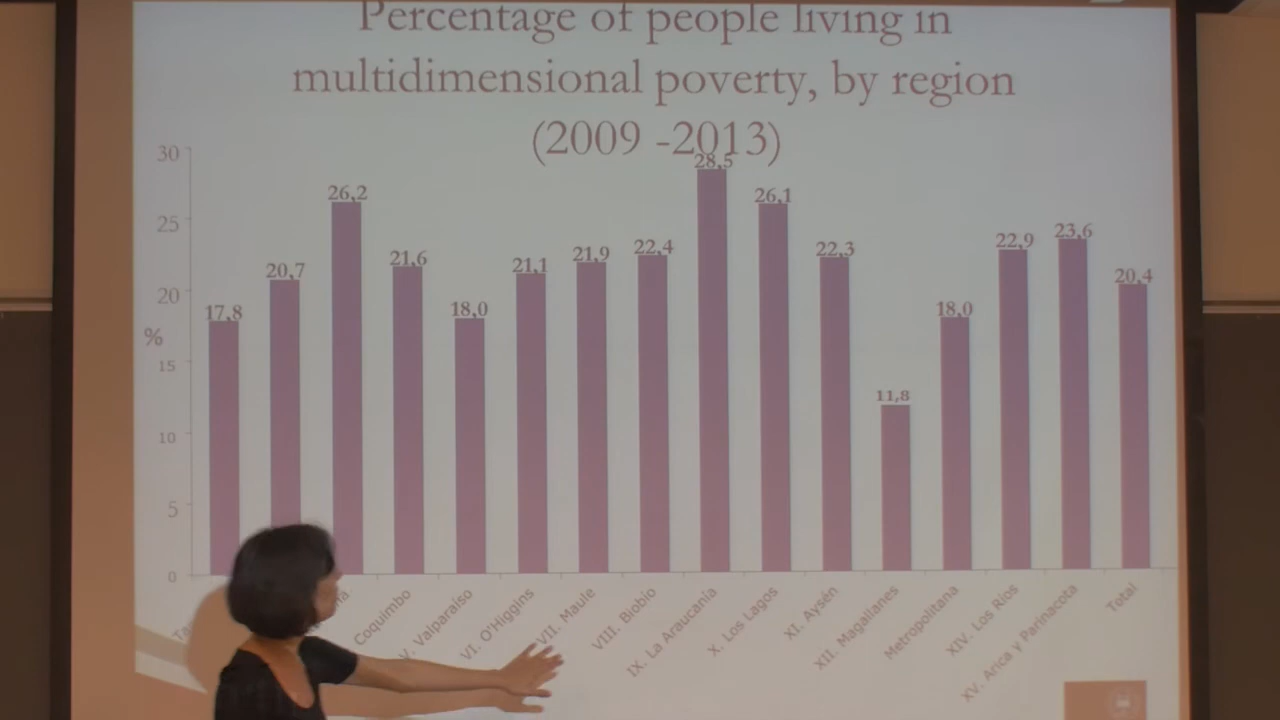 Percentage of people living in
multidimensional poverty, by region
(2009 -2013)
30
25
20
%
15
10
5
0
17,8
20,7
26,2
21,6
18,0
21,1
21,9
22,4
28,5
26,1
22,3
11,8
18,0
22,9
23,6
20,4
Coquimbo
V. Valparaíso
VI. O'Higgins
VII. Maule
VIII. Biobío
IX. La Araucanía
X. Los Lagos
XI. Aysén
XII. Magallanes
Metropolitana
XIV. Los Ríos
XV. Arica y Parinacota
Total